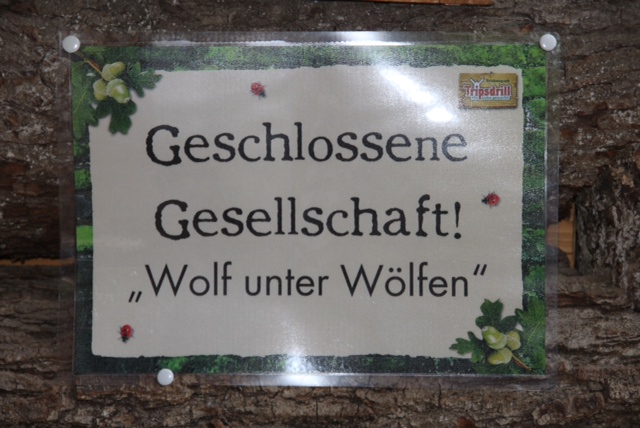 Tripsdrill
Geschlossene
Gesellschaft!
„Wolf unter Wölfen“